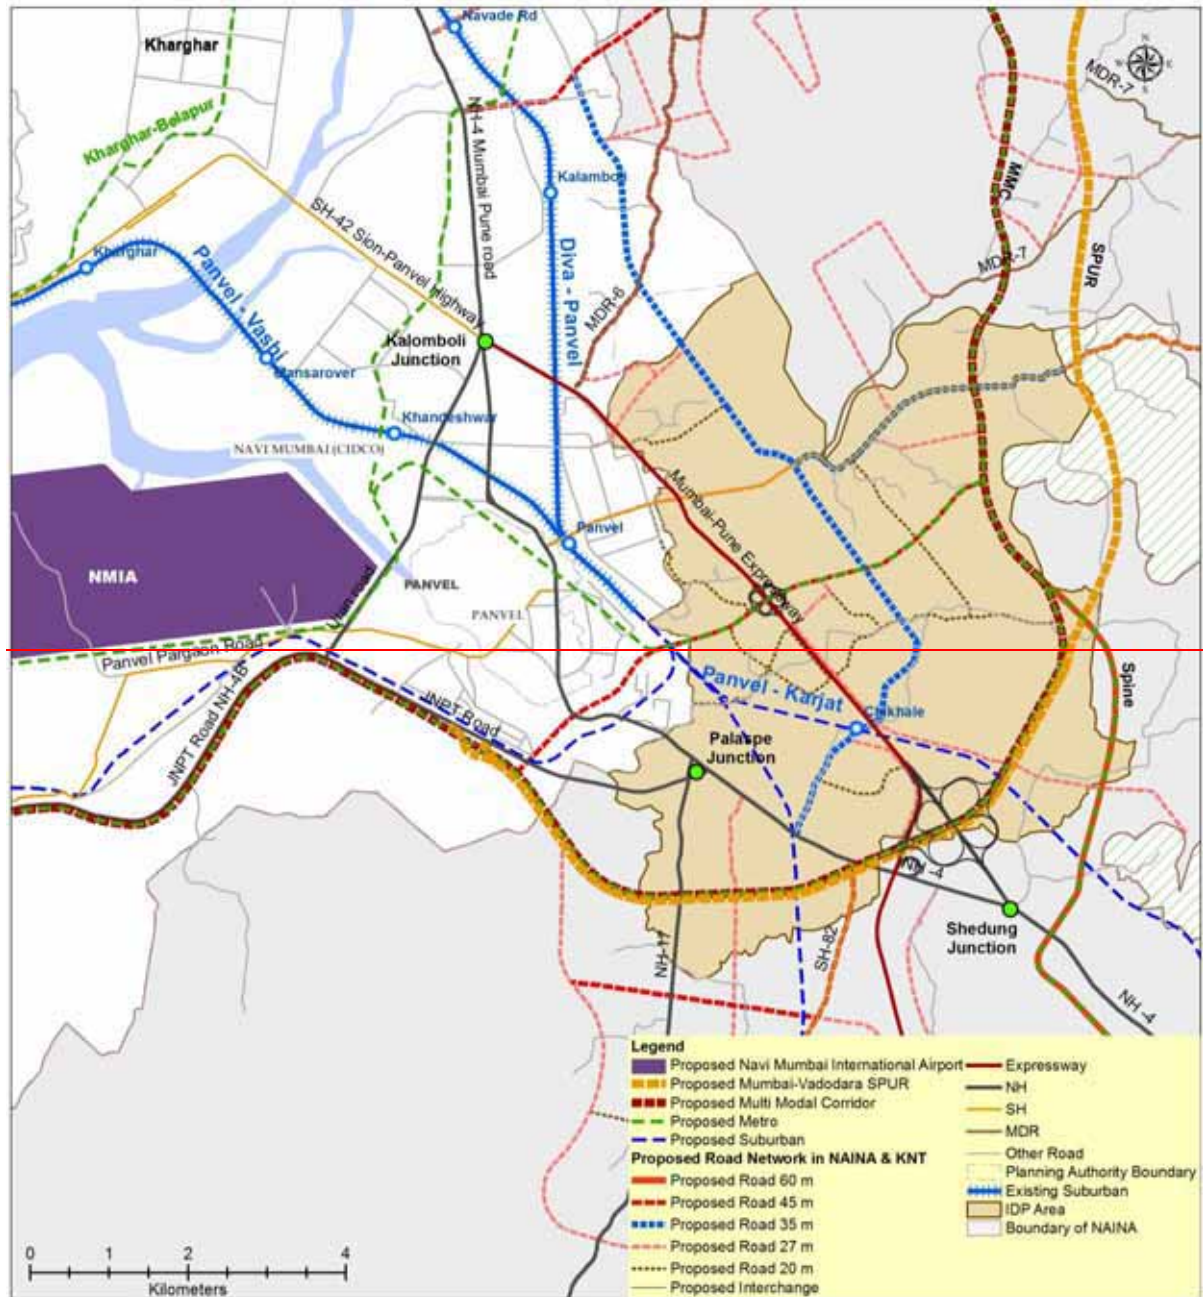 Navade Rd
Kharghar
N
W E
S
MDR-7
Kharghar-Belapur
NH-4 Mumbai Pune road
Kalamboli
MMC
SH-42 Sion-Panvel Highway
SPUR
Kharghar
Panvel - Vashi
Diva - Panvel
MDR-7
MDR-6
Kalomboli
Junction
Mansarover
Khandeshwar
NAVI MUMBAI (CIDCO)
Mumbai-Pune Expressway
Panvel
NMIA
PANVEL
PANVEL
Panvel Pargaon Road
Spine
Panvel - Karjat
JNPT Road NH-4B
JNPT Road
Chikhale
Palaspe
Junction
NH -4
Shedung
Junction
NH-17
SH-82
NH -4
Legend
Proposed Navi Mumbai International Airport
Proposed Mumbai-Vadodara SPUR
Proposed Multi Modal Corridor
Proposed Metro
Proposed Suburban
Proposed Road Network in NAINA & KNT
Proposed Road 60 m
Proposed Road 45 m
Proposed Road 35 m
Proposed Road 27 m
Proposed Road 20 m
Proposed Interchange
Expressway
NH
SH
MDR
Other Road
Planning Authority Boundary
Existing Suburban
IDP Area
Boundary of NAINA
0 1 2 4
Kilometers